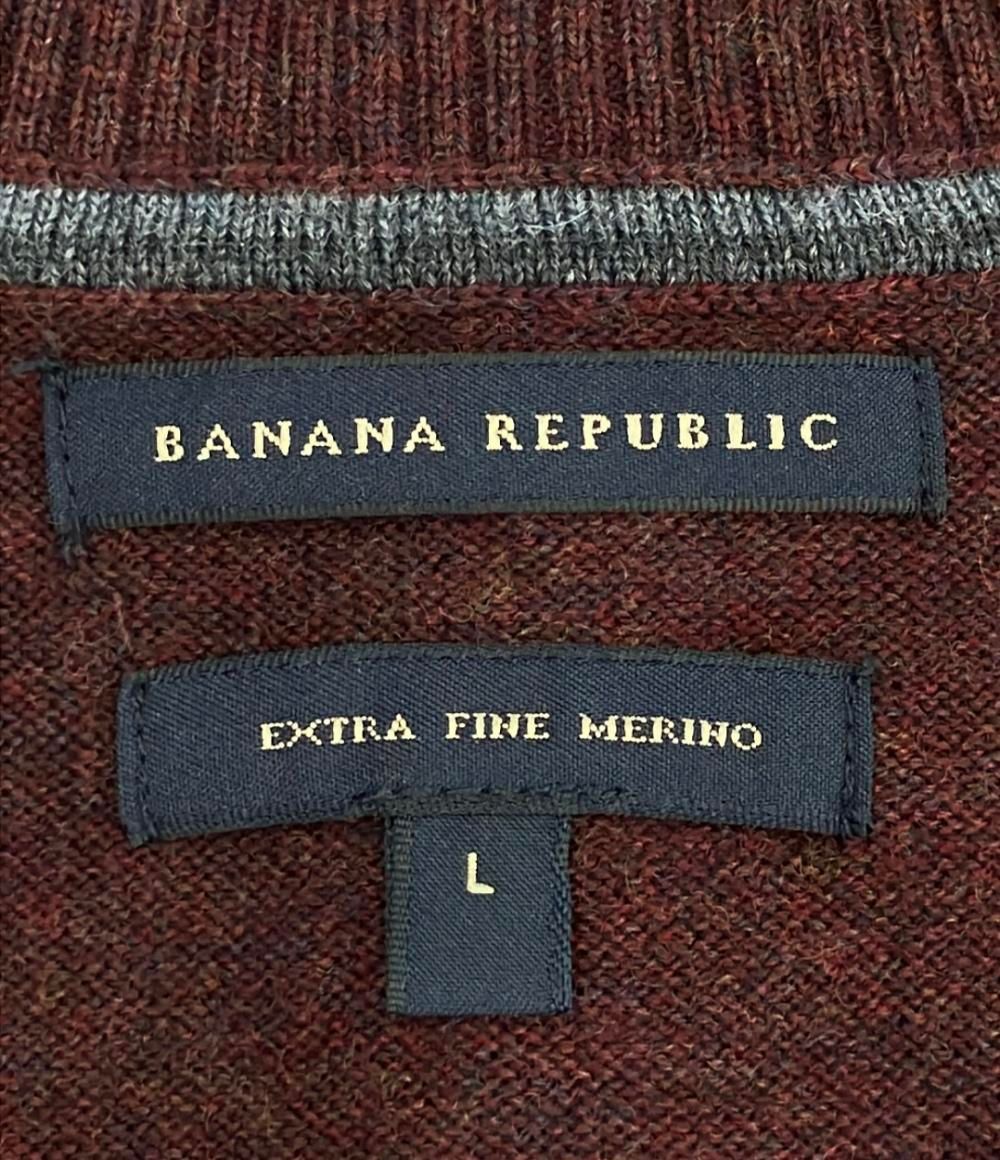 BANANA REPUBLIC
EXTRA FINE MERINO
L